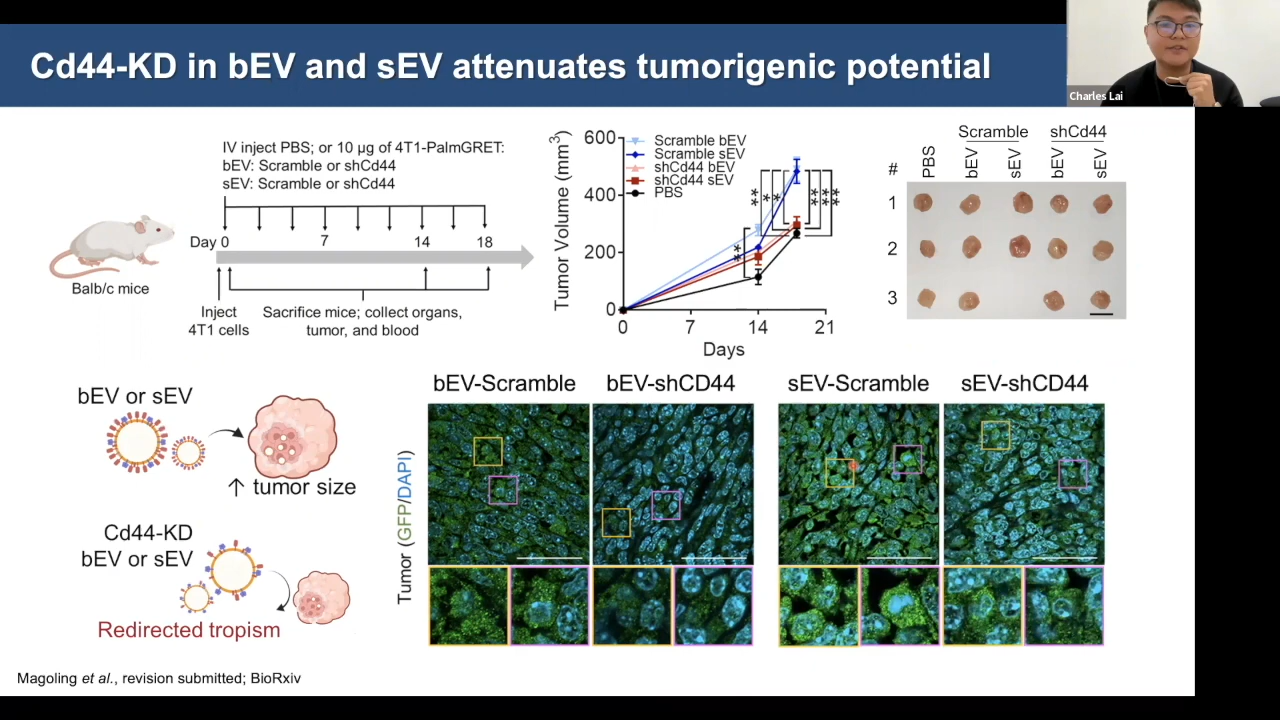 Cd44-KD in bEV and sEV attenuates tumorigenic potential
Charles Lai
IV inject PBS; or 10 µg of 4T1-PalmGRET:
bEV: Scramble or shCd44
sEV: Scramble or shCd44
Day 0 7 14 18
Balb/c mice
Inject
4T1 cells
Sacrifice mice; collect organs,
tumor, and blood
Tumor Volume (mm³)
600
400
200
0
0 7 14 21
Days
Scramble bEV
Scramble sEV
shCd44 bEV
shCd44 sEV
PBS
** * * ** ** **
**
Scramble shCd44
# PBS bEV sEV bEV sEV
1
2
3
bEV or sEV
↑ tumor size
Cd44-KD
bEV or sEV
Redirected tropism
bEV-Scramble bEV-shCD44 sEV-Scramble sEV-shCD44
Tumor (GFP/DAPI)
Magoling et al., revision submitted; BioRxiv